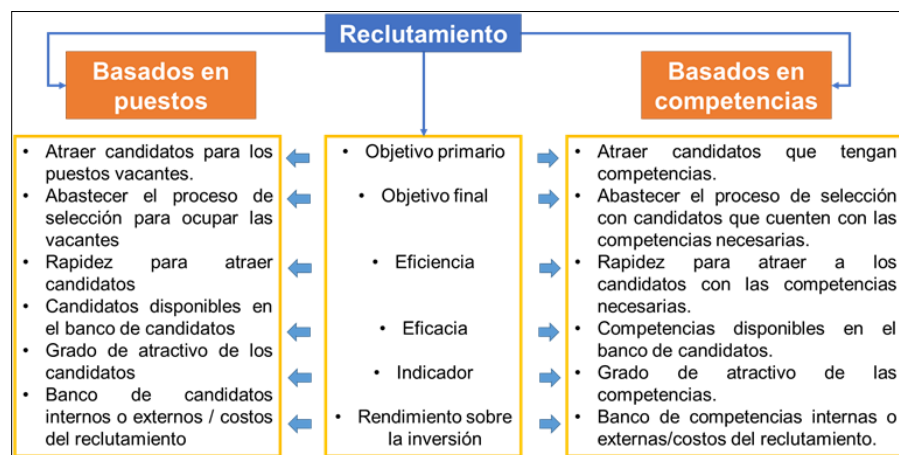 Reclutamiento
Basados en
puestos
Basados en
competencias
• Atraer candidatos para los
puestos vacantes.
• Abastecer el proceso de
selección para ocupar las
vacantes
• Rapidez para atraer
candidatos
• Candidatos disponibles en
el banco de candidatos
• Grado de atractivo de los
candidatos
• Banco de candidatos
internos o externos / costos
del reclutamiento
• Objetivo primario
• Objetivo final
• Eficiencia
• Eficacia
• Indicador
• Rendimiento sobre
la inversión
• Atraer candidatos que tengan
competencias.
• Abastecer el proceso de selección
con candidatos que cuenten con las
competencias necesarias.
• Rapidez para atraer a los
candidatos con las competencias
necesarias.
• Competencias disponibles en el
banco de candidatos.
• Grado de atractivo de las
competencias.
• Banco de competencias internas o
externas/costos del reclutamiento.